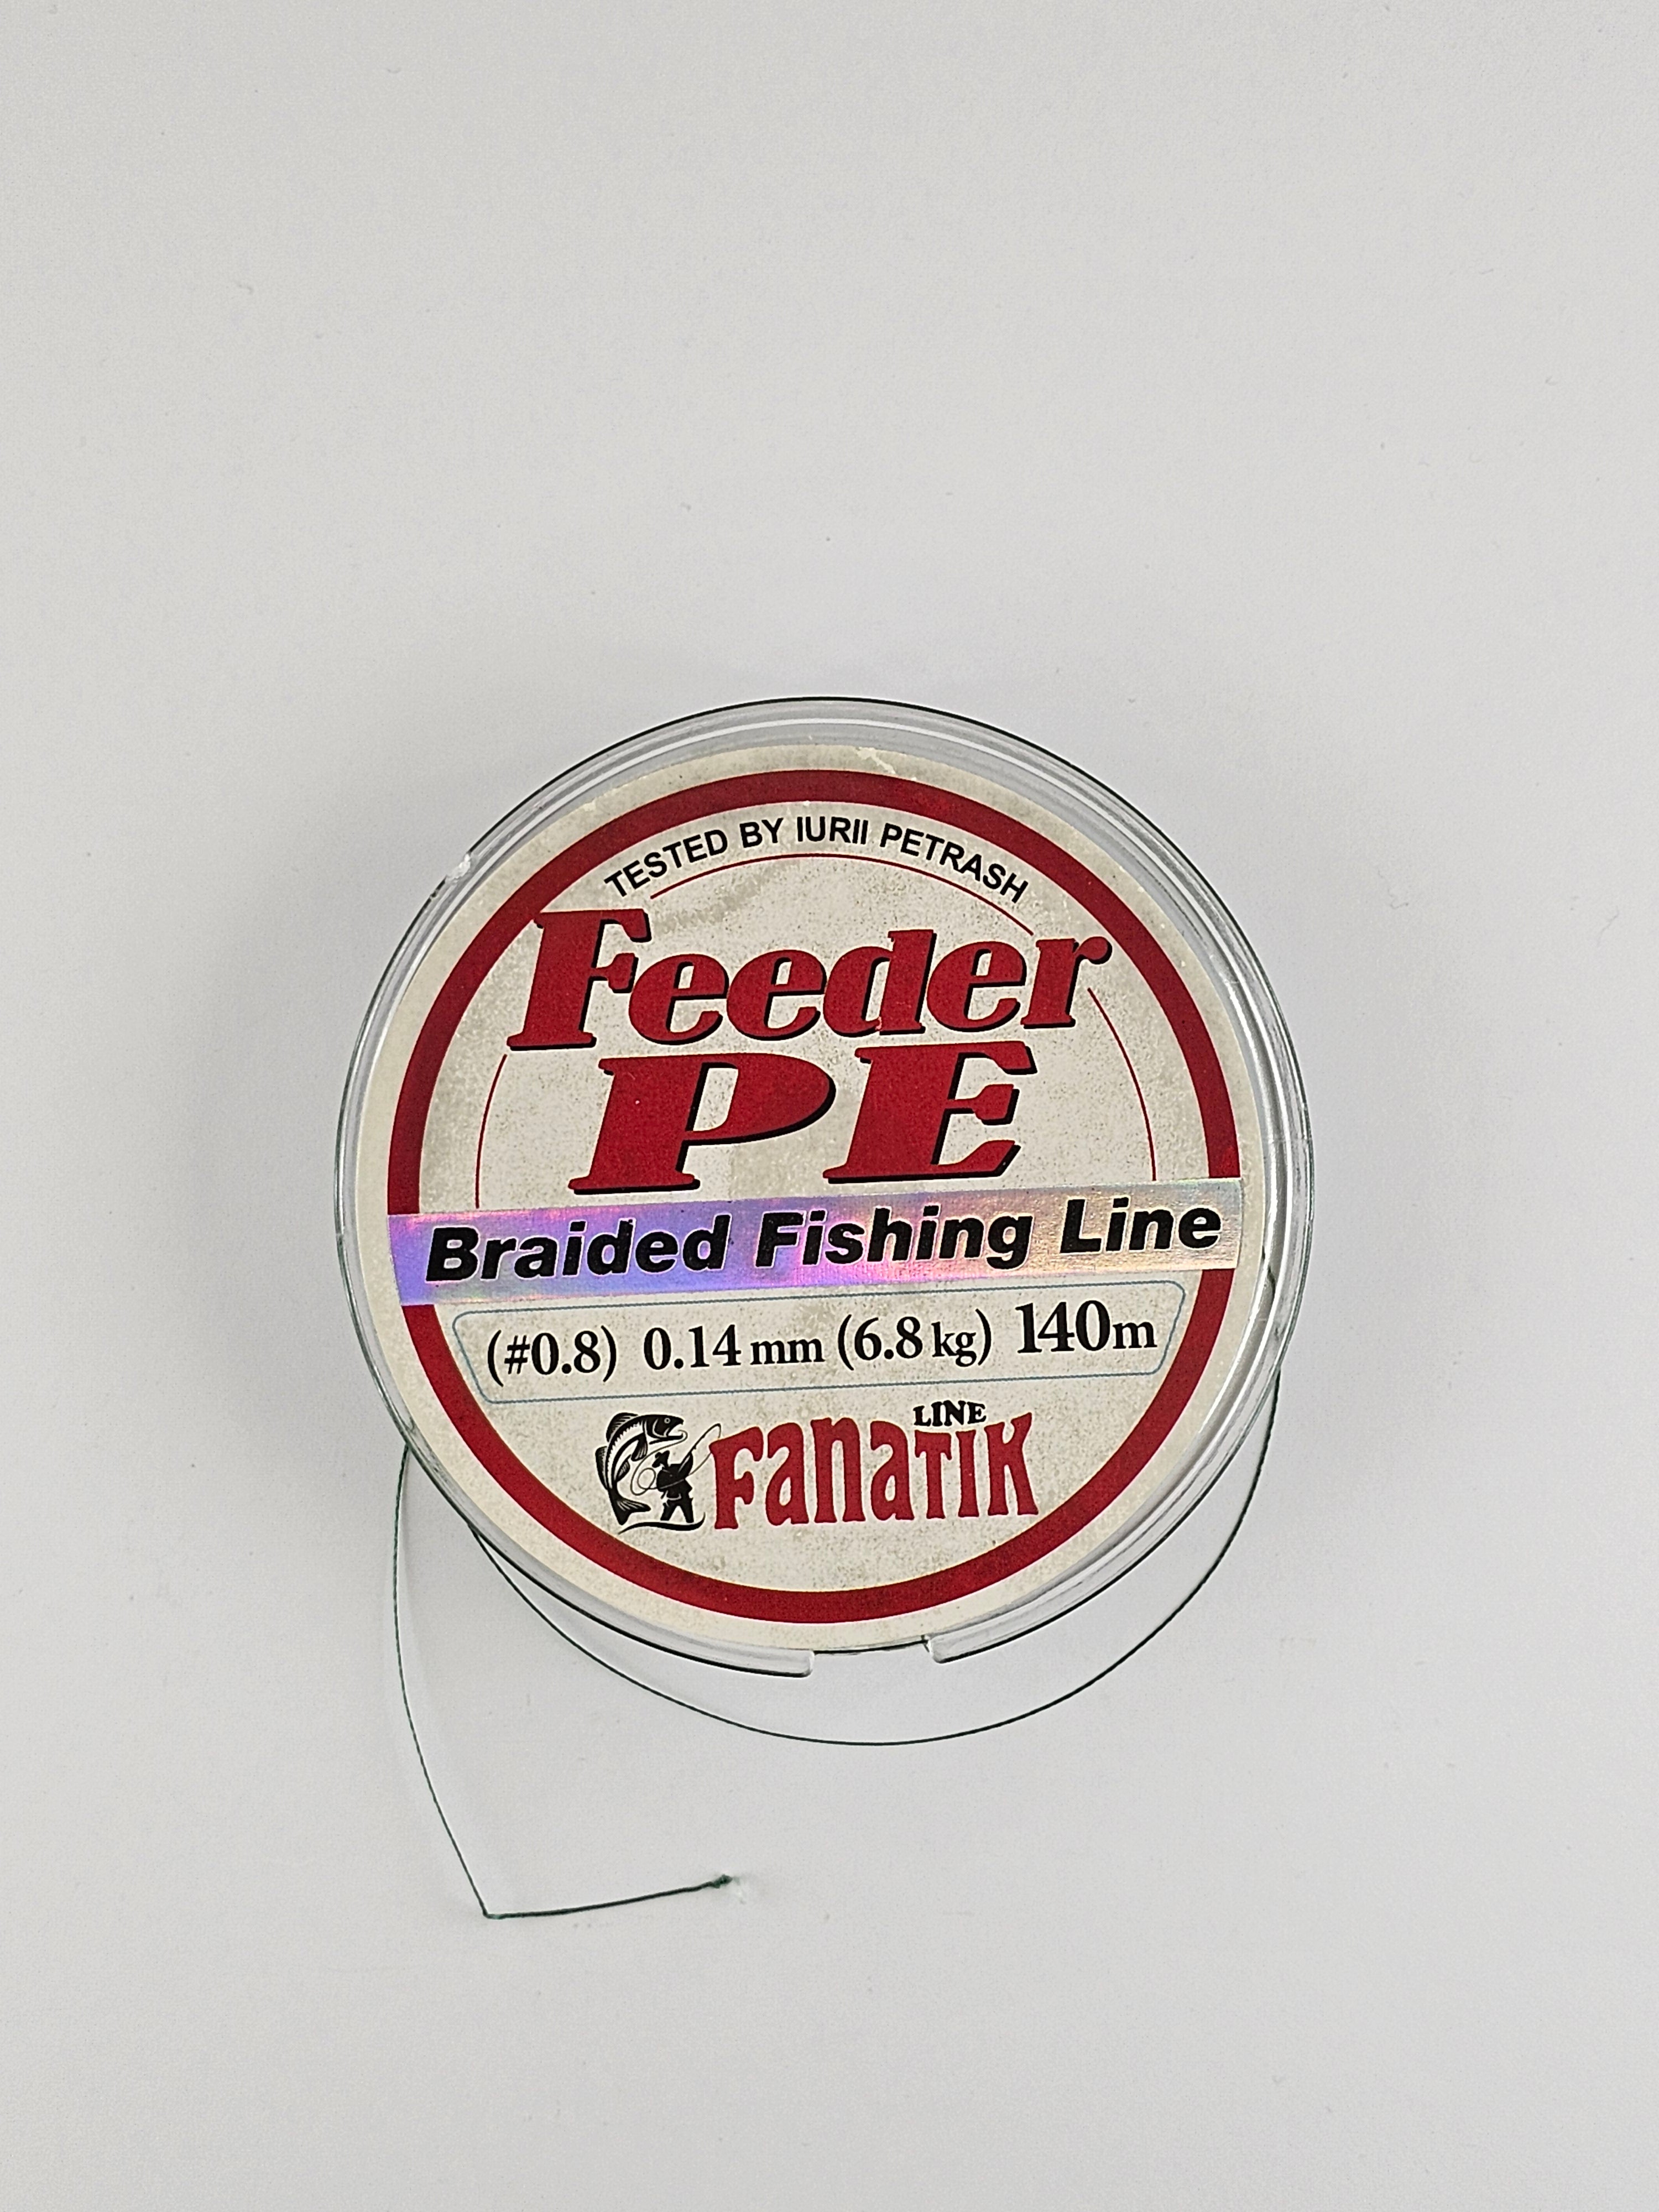 TESTED BY IURII PETRASH
Feeder
PE
Braided Fishing Line
(#0.8) 0.14 mm (6.8 kg) 140m
LINE
FanaTIK